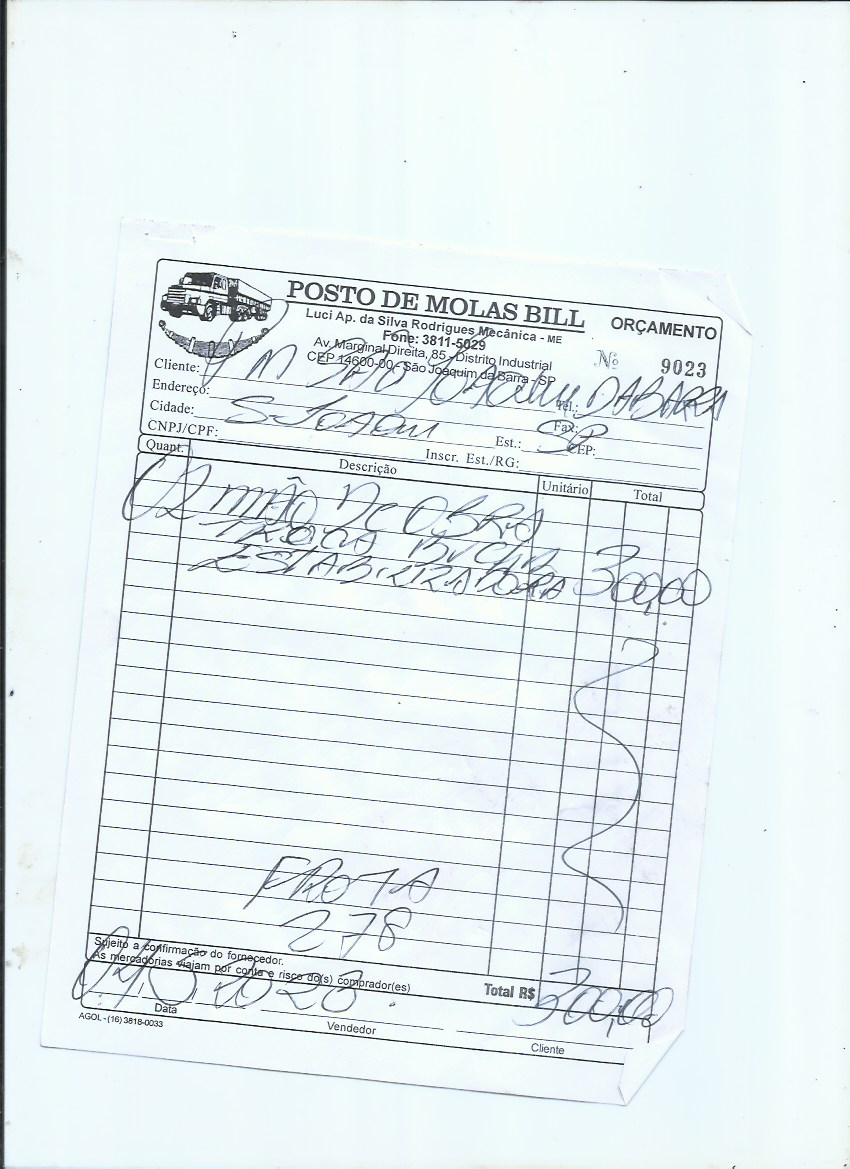 POSTO DE MOLAS BILL
ORÇAMENTO
Luci Ap. da Silva Rodrigues Mecânica - ME
Fone: 3811-5029
Av. Marginal Direita, 85 - Distrito Industrial
CEP 14600-00 - São Joaquim da Barra - SP
Nº 9023
Cliente: P M SÃO JOAQUIM DA BARRA
Endereço: Tel.:
Cidade: S. JOAQUI Fax:
Est.: SP CEP:
CNPJ/CPF: Inscr. Est./RG:
Quant. Descrição Unitário Total
02 MÃO DE OBRA
TROCA BUCHA
ESTABILIZADORA 300,00
FROTA
278
Sujeito a confirmação do fornecedor.
As mercadorias viajam por conta e risco do(s) comprador(es)
Total R$ 300,00
2023
Data
Vendedor
Cliente
AGOL - (16) 3818-0033